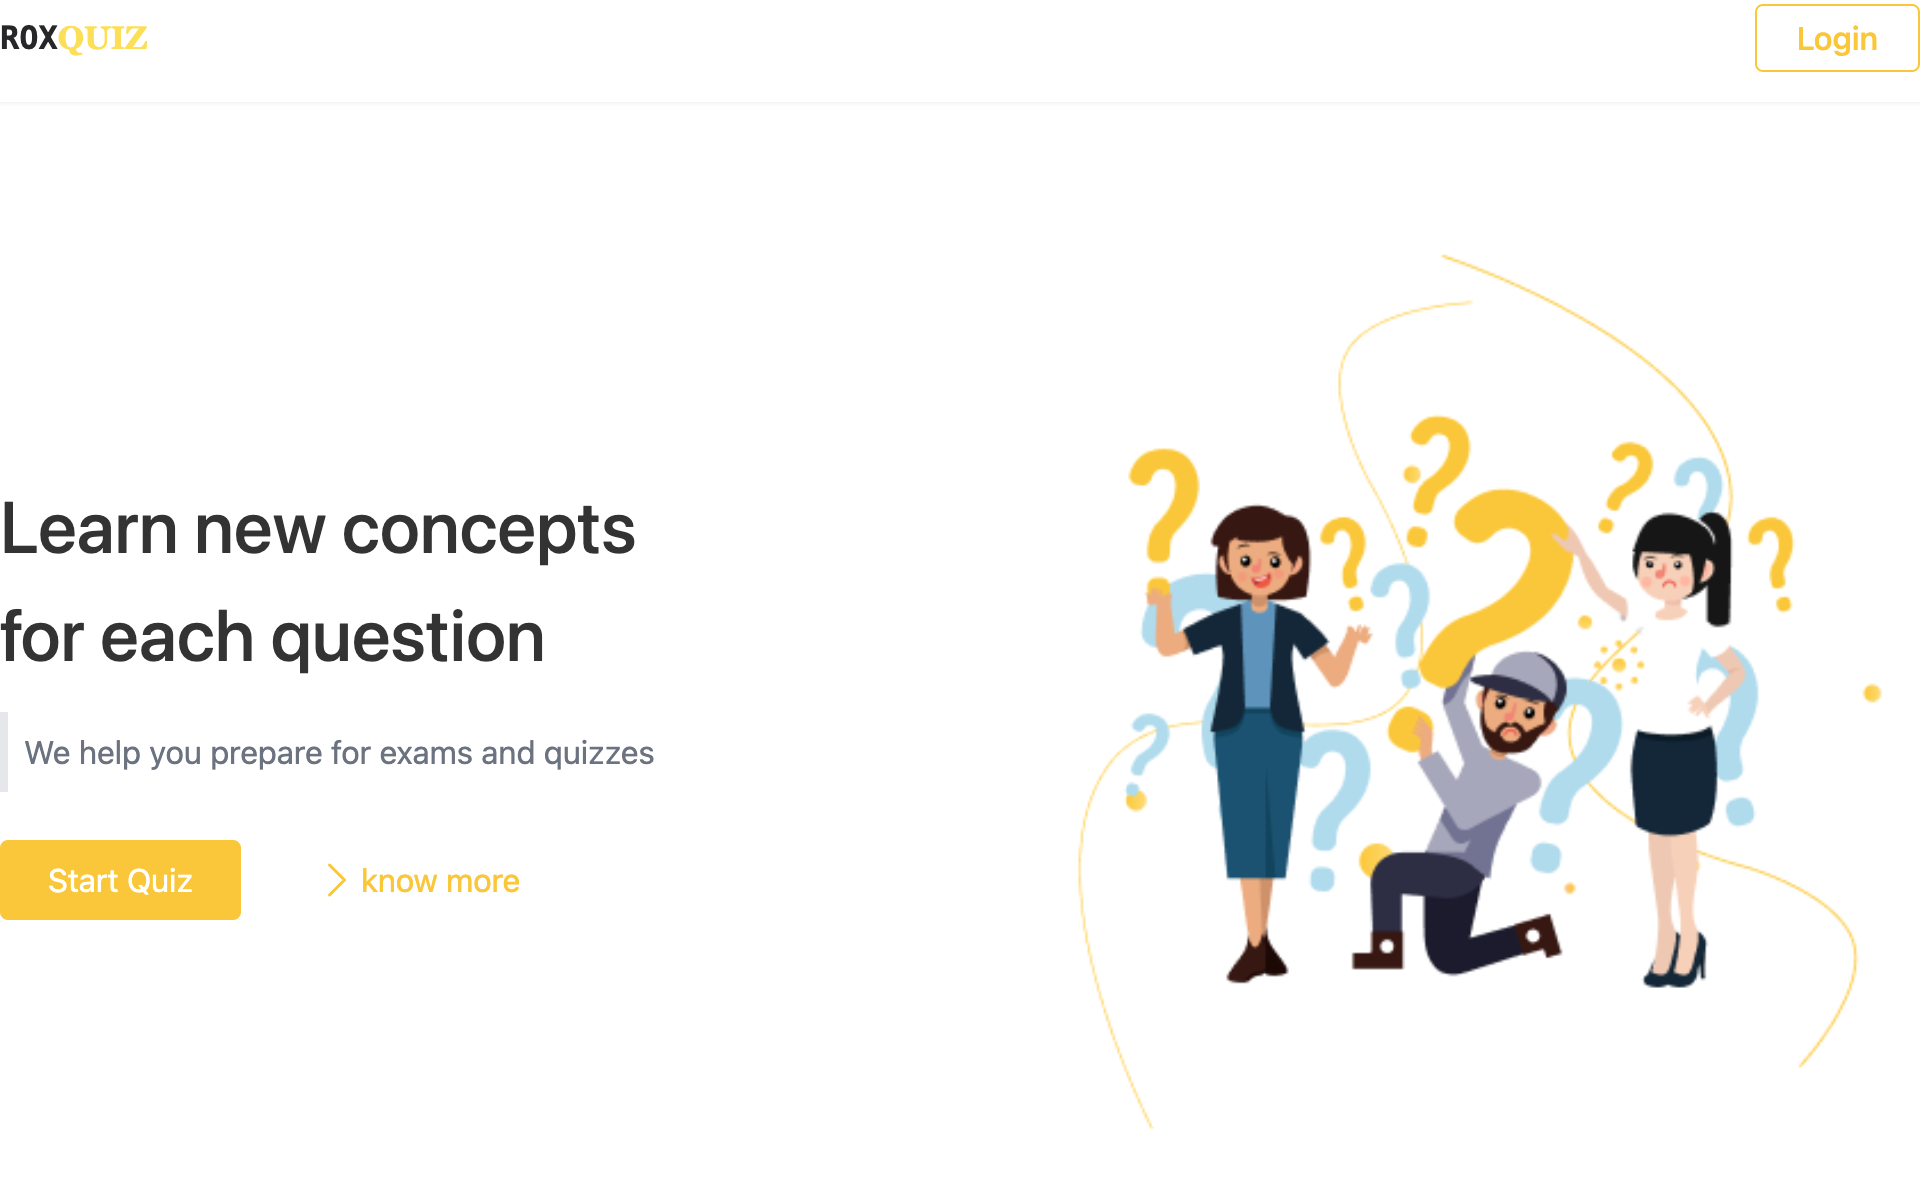 R0XQUIZ
Login
Learn new concepts
for each question
We help you prepare for exams and quizzes
Start Quiz
know more